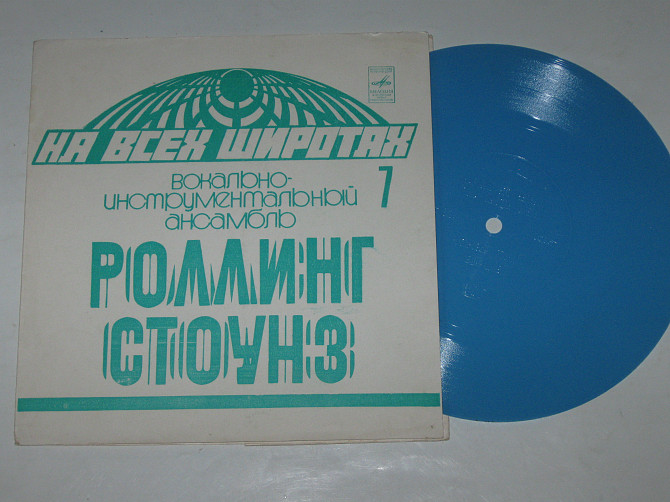 НА ВСЕХ ШИРОТАХ
ВОКАЛЬНО-
ИНСТРУМЕНТАЛЬНЫЙ 7
АНСАМБЛЬ
РОЛЛИНГ
СТОУНЗ